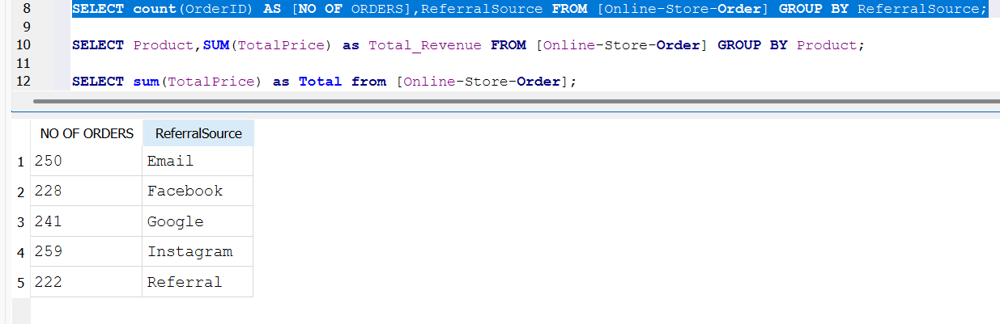 8 SELECT count(OrderID) AS [NO OF ORDERS],ReferralSource FROM [Online-Store-Order] GROUP BY ReferralSource;
9
10 SELECT Product,SUM(TotalPrice) as Total_Revenue FROM [Online-Store-Order] GROUP BY Product;
11
12 SELECT sum(TotalPrice) as Total from [Online-Store-Order];
NO OF ORDERS ReferralSource
1 250 Email
2 228 Facebook
3 241 Google
4 259 Instagram
5 222 Referral